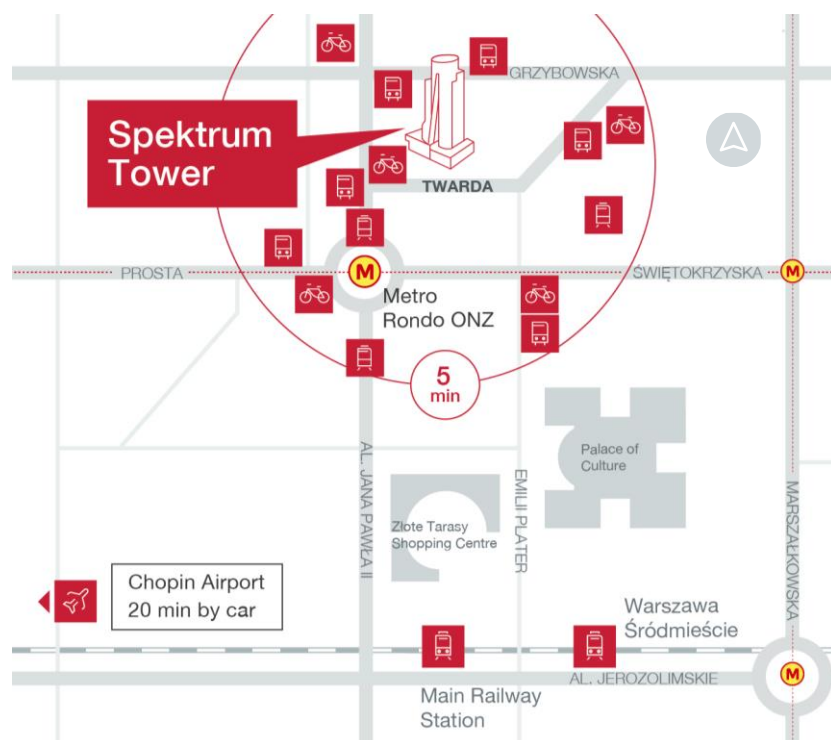 GRZYBOWSKA
Spektrum
Tower
TWARDA
PROSTA
M
ŚWIĘTOKRZYSKA
M
Metro
Rondo ONZ
5
min
AL. JANA PAWŁA II
EMILII PLATER
Palace of
Culture
MARSZAŁKOWSKA
Złote Tarasy
Shopping Centre
Chopin Airport
20 min by car
Warszawa
Śródmieście
AL. JEROZOLIMSKIE
M
Main Railway
Station